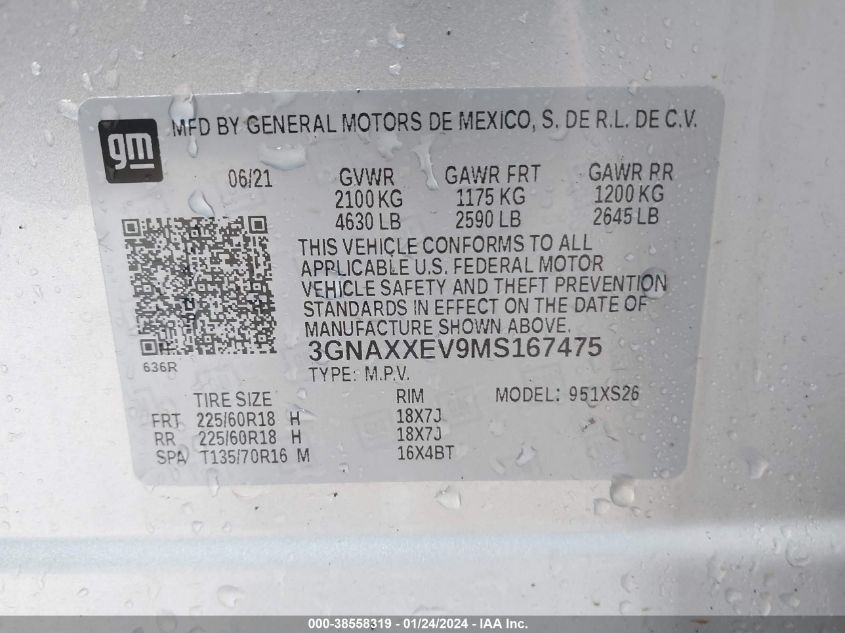 gm
MFD BY GENERAL MOTORS DE MEXICO, S. DE R.L. DE C.V.
06/21 GVWR GAWR FRT GAWR RR
2100 KG 1175 KG 1200 KG
4630 LB 2590 LB 2645 LB
THIS VEHICLE CONFORMS TO ALL
APPLICABLE U.S. FEDERAL MOTOR
VEHICLE SAFETY AND THEFT PREVENTION
STANDARDS IN EFFECT ON THE DATE OF
MANUFACTURE SHOWN ABOVE.
636R
3GNAXXEV9MS167475
TYPE: M.P.V.
TIRE SIZE RIM MODEL: 951XS26
FRT 225/60R18 H 18X7J
RR 225/60R18 H 18X7J
SPA T135/70R16 M 16X4BT
000-38558319 - 01/24/2024 - IAA Inc.